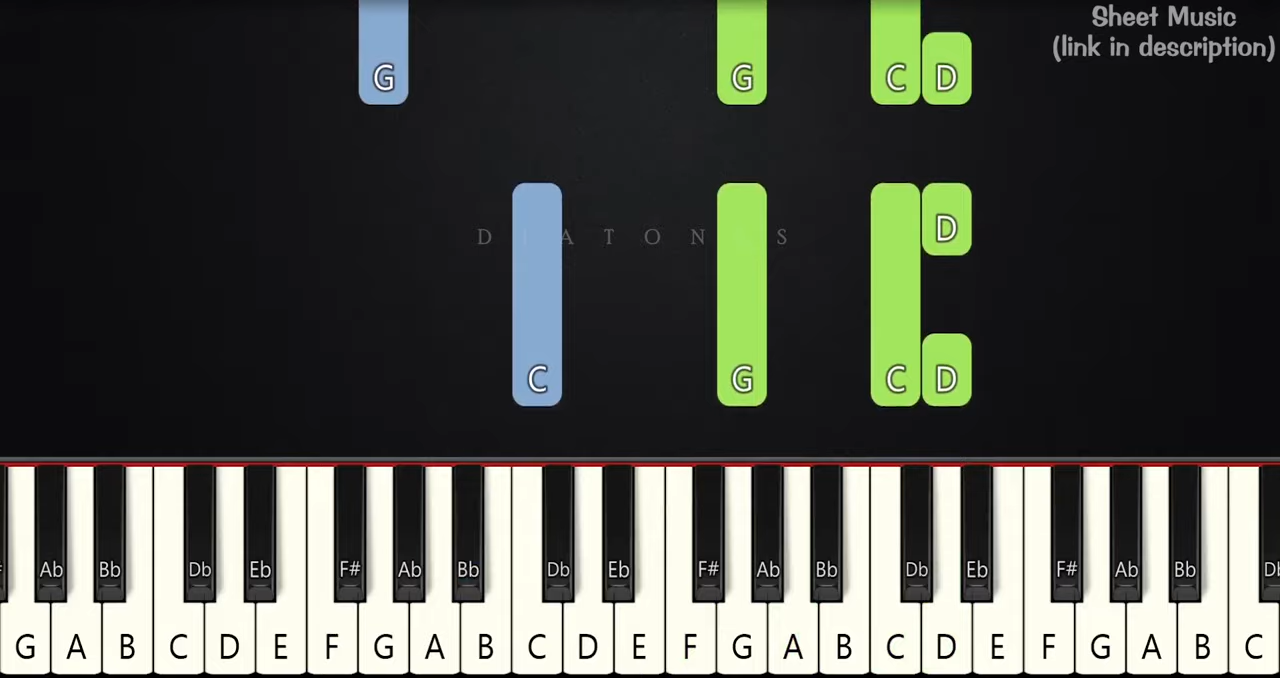 Sheet Music
(link in description)
G G C D
D
D A T O N S
C G C D
Ab Bb Db Eb F# Ab Bb Db Eb F# Ab Bb Db Eb F# Ab Bb
G A B C D E F G A B C D E F G A B C D E F G A B C